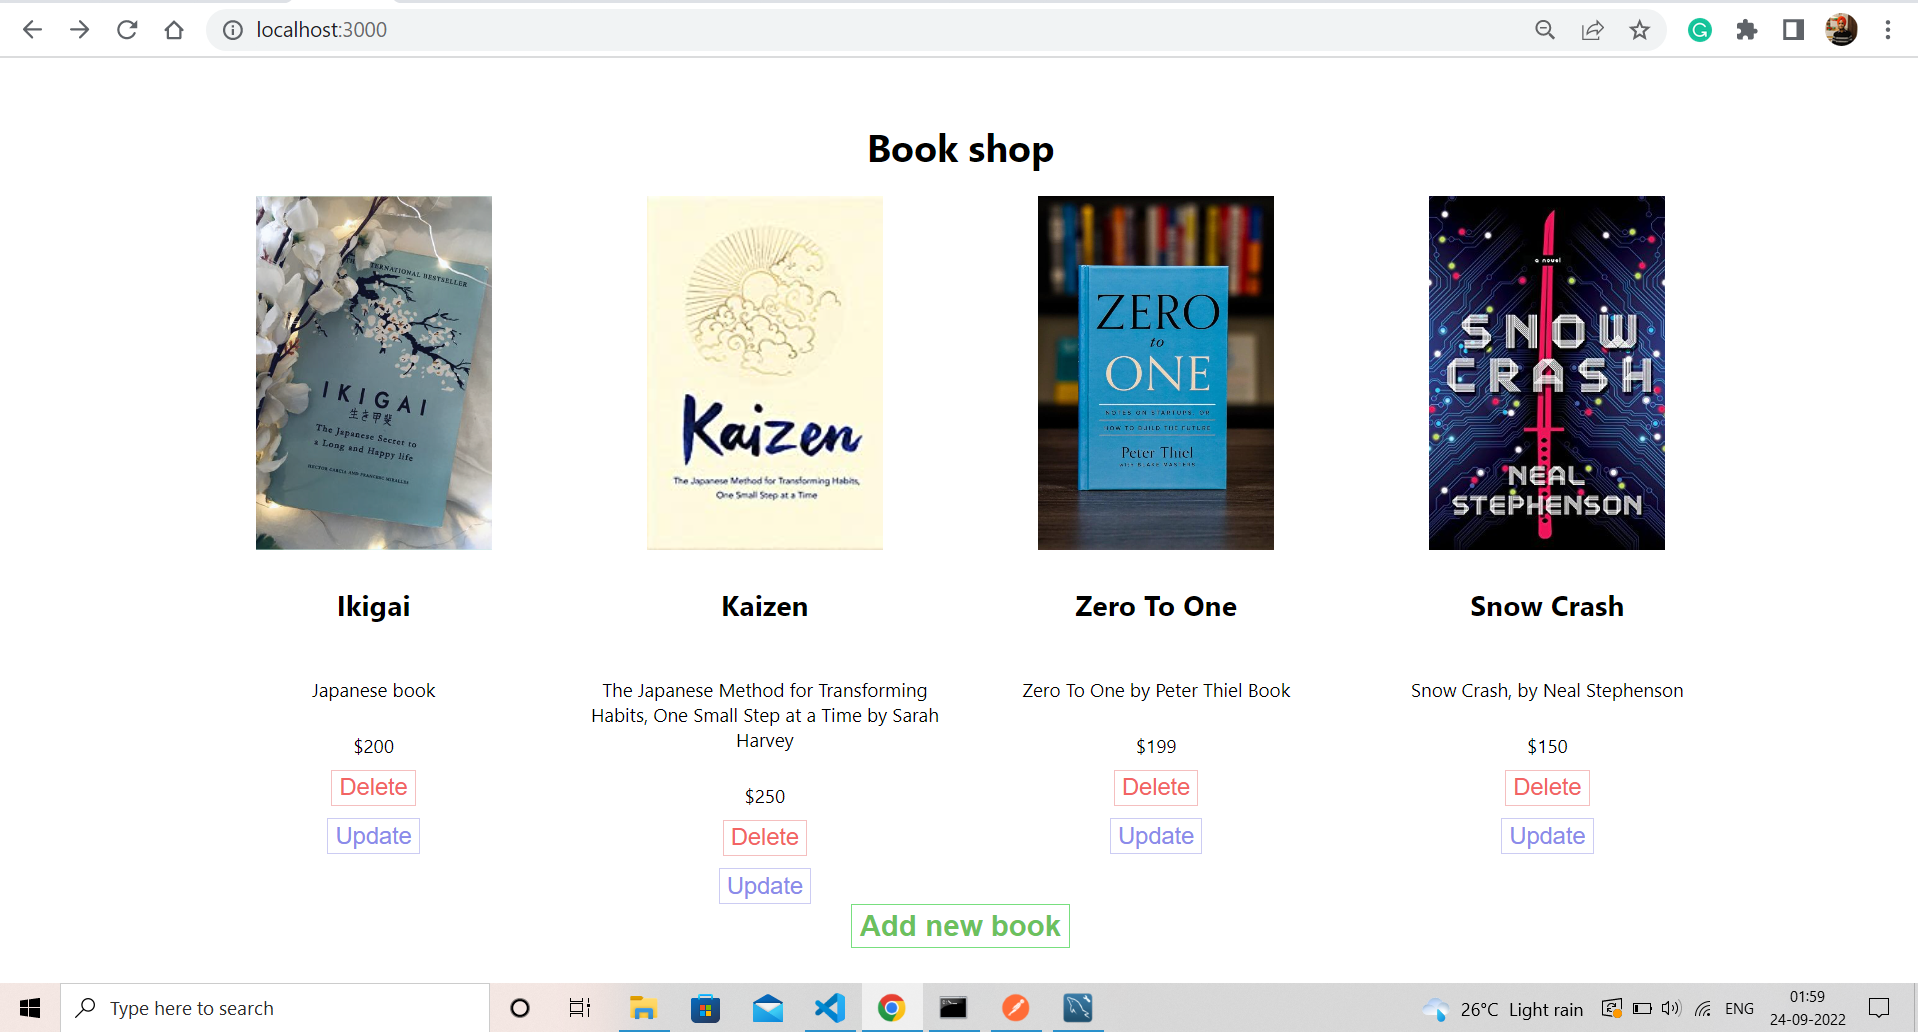 localhost:3000
Book shop
INTERNATIONAL BESTSELLER
IKIGAI
生き甲斐
The Japanese Secret to
a Long and Happy life
HECTOR GARCIA AND FRANCESC MIRALLES
Kaizen
The Japanese Method for Transforming Habits,
One Small Step at a Time
ZERO
to
ONE
NOTES ON STARTUPS, OR
HOW TO BUILD THE FUTURE
Peter Thiel
WITH BLAKE MASTERS
a novel
SNOW
CRASH
NEAL
STEPHENSON
Ikigai
Kaizen
Zero To One
Snow Crash
Japanese book
$200
Delete
Update
The Japanese Method for Transforming
Habits, One Small Step at a Time by Sarah
Harvey
$250
Delete
Update
Zero To One by Peter Thiel Book
$199
Delete
Update
Snow Crash, by Neal Stephenson
$150
Delete
Update
Add new book
Type here to search
26°C Light rain
ENG
01:59
24-09-2022